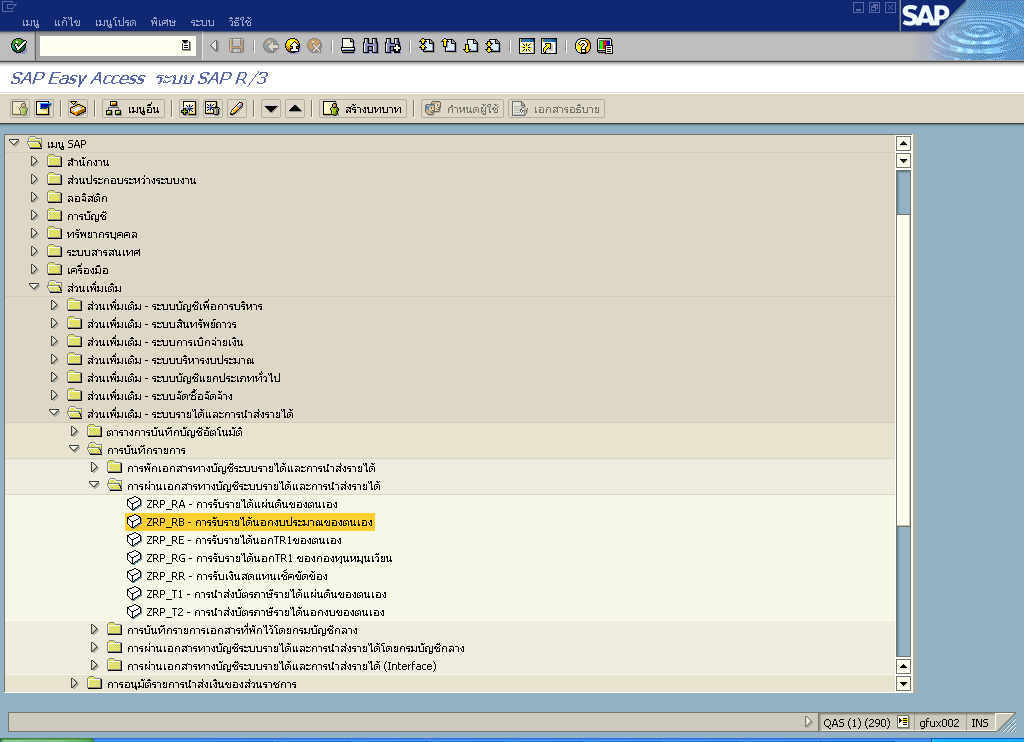 เมนู แก้ไข เมนูโปรด พิเศษ ระบบ วิธีใช้
SAP
SAP Easy Access ระบบ SAP R/3
เมนูอื่น สร้างบทบาท กำหนดผู้ใช้ เอกสารอธิบาย
เมนู SAP
สำนักงาน
ส่วนประกอบระหว่างระบบงาน
ลอจิสติก
การบัญชี
ทรัพยากรบุคคล
ระบบสารสนเทศ
เครื่องมือ
ส่วนเพิ่มเติม
ส่วนเพิ่มเติม - ระบบบัญชีเพื่อการบริหาร
ส่วนเพิ่มเติม - ระบบสินทรัพย์ถาวร
ส่วนเพิ่มเติม - ระบบการเบิกจ่ายเงิน
ส่วนเพิ่มเติม - ระบบบริหารงบประมาณ
ส่วนเพิ่มเติม - ระบบบัญชีแยกประเภททั่วไป
ส่วนเพิ่มเติม - ระบบจัดซื้อจัดจ้าง
ส่วนเพิ่มเติม - ระบบรายได้และการนำส่งรายได้
ตารางการบันทึกบัญชีอัตโนมัติ
การบันทึกรายการ
การพักเอกสารทางบัญชีระบบรายได้และการนำส่งรายได้
การผ่านเอกสารทางบัญชีระบบรายได้และการนำส่งรายได้
ZRP_RA - การรับรายได้แผ่นดินของตนเอง
ZRP_RB - การรับรายได้นอกงบประมาณของตนเอง
ZRP_RE - การรับรายได้นอกTR1ของตนเอง
ZRP_RG - การรับรายได้นอกTR1 ของกองทุนหมุนเวียน
ZRP_RR - การรับเงินสดแทนเช็คขัดข้อง
ZRP_T1 - การนำส่งบัตรภาษีรายได้แผ่นดินของตนเอง
ZRP_T2 - การนำส่งบัตรภาษีรายได้นอกงบของตนเอง
การบันทึกรายการเอกสารที่พักไว้โดยกรมบัญชีกลาง
การผ่านเอกสารทางบัญชีระบบรายได้และการนำส่งรายได้โดยกรมบัญชีกลาง
การผ่านเอกสารทางบัญชีระบบรายได้และการนำส่งรายได้ (Interface)
การอนุมัติรายการนำส่งเงินของส่วนราชการ
QAS (1) (290) gfux002 INS